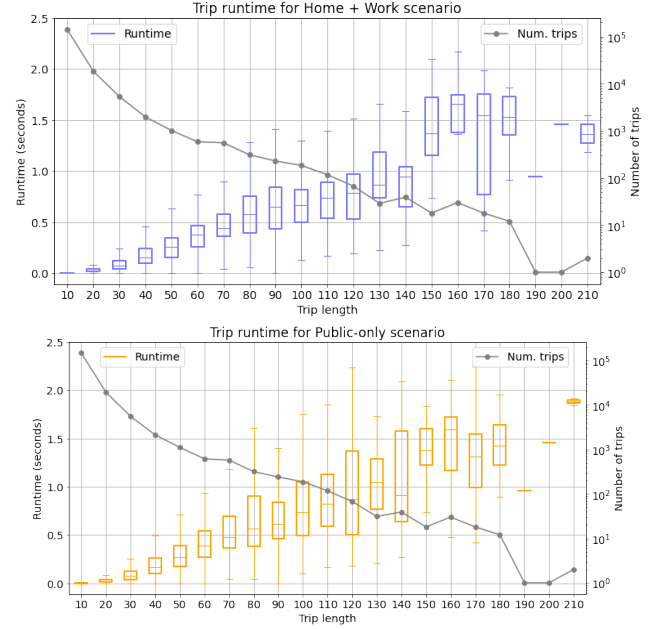 Trip runtime for Home + Work scenario
Runtime
Num. trips
2.5
2.0
1.5
1.0
0.5
0.0
Runtime (seconds)
10^5
10^4
10^3
10^2
10^1
10^0
Number of trips
10 20 30 40 50 60 70 80 90 100 110 120 130 140 150 160 170 180 190 200 210
Trip length
Trip runtime for Public-only scenario
Runtime
Num. trips
2.5
2.0
1.5
1.0
0.5
0.0
Runtime (seconds)
10^5
10^4
10^3
10^2
10^1
10^0
Number of trips
10 20 30 40 50 60 70 80 90 100 110 120 130 140 150 160 170 180 190 200 210
Trip length